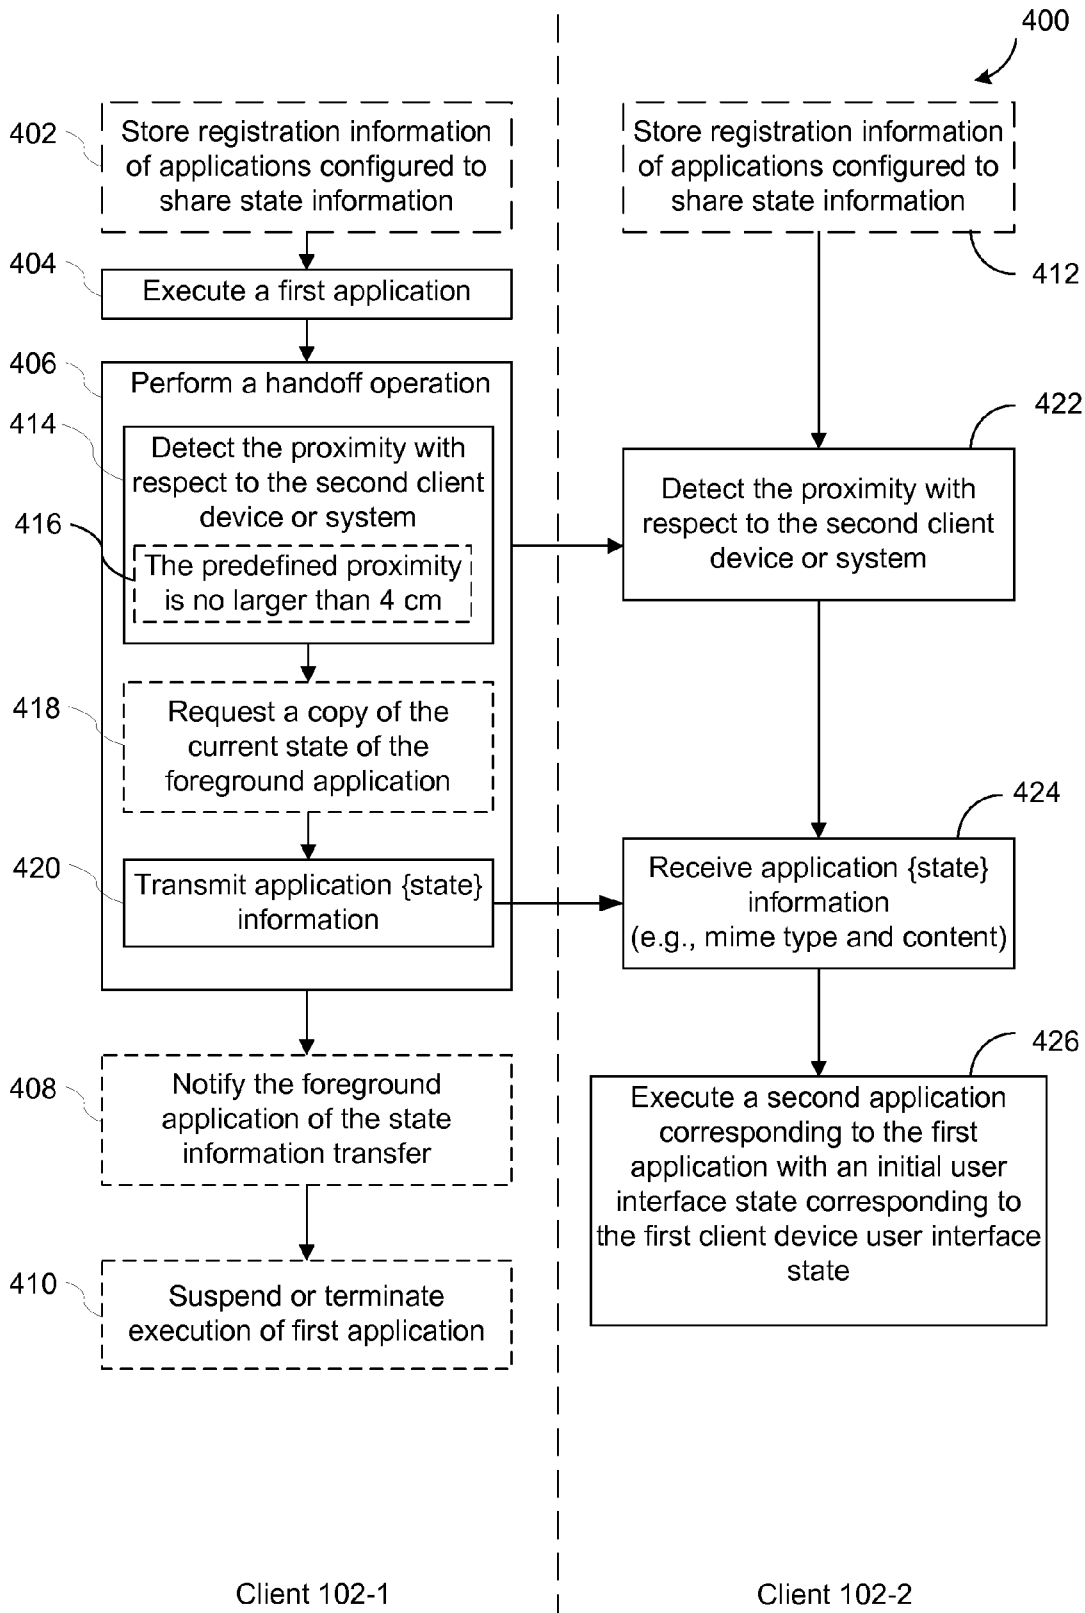 400
402
Store registration information
of applications configured to
share state information
404
Execute a first application
406
Perform a handoff operation
414
Detect the proximity with
respect to the second client
device or system
416
The predefined proximity
is no larger than 4 cm
418
Request a copy of the
current state of the
foreground application
420
Transmit application {state}
information
408
Notify the foreground
application of the state
information transfer
410
Suspend or terminate
execution of first application
Client 102-1
Store registration information
of applications configured to
share state information
412
422
Detect the proximity with
respect to the second client
device or system
424
Receive application {state}
information
(e.g., mime type and content)
426
Execute a second application
corresponding to the first
application with an initial user
interface state corresponding to
the first client device user interface
state
Client 102-2